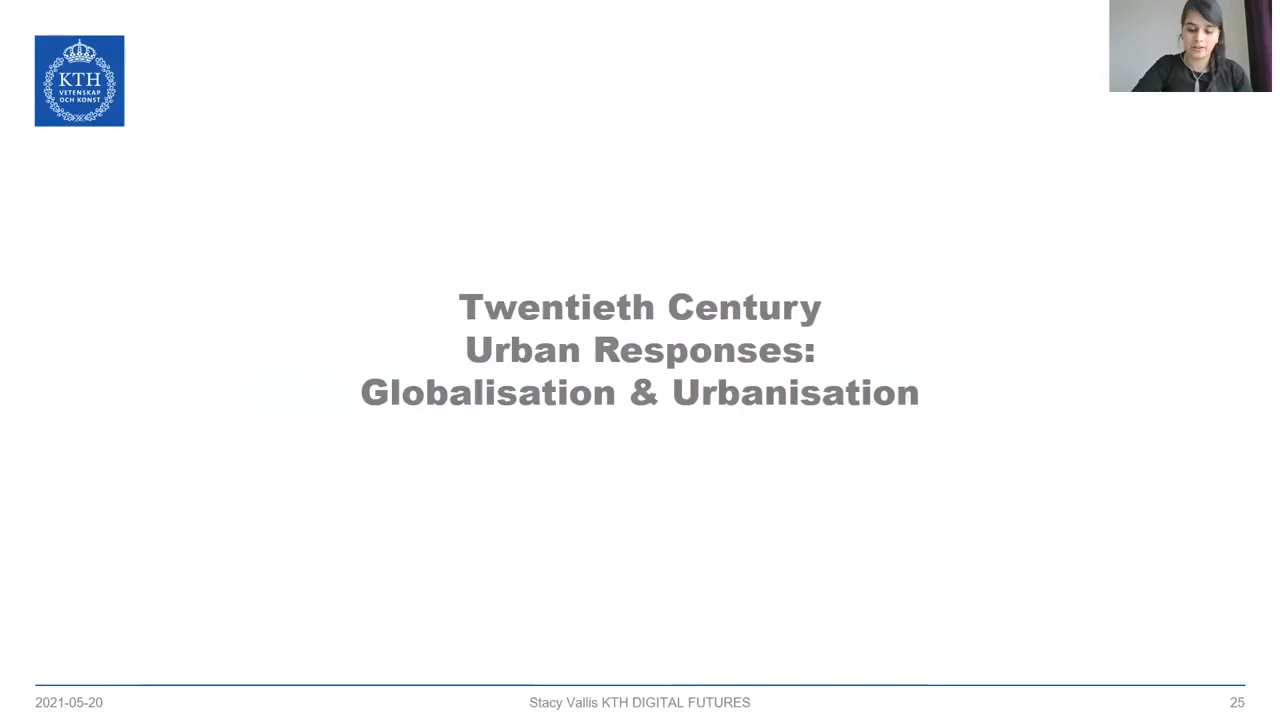 KTH
VETENSKAP
OCH KONST
Twentieth Century
Urban Responses:
Globalisation & Urbanisation
2021-05-20
Stacy Vallis KTH DIGITAL FUTURES
25